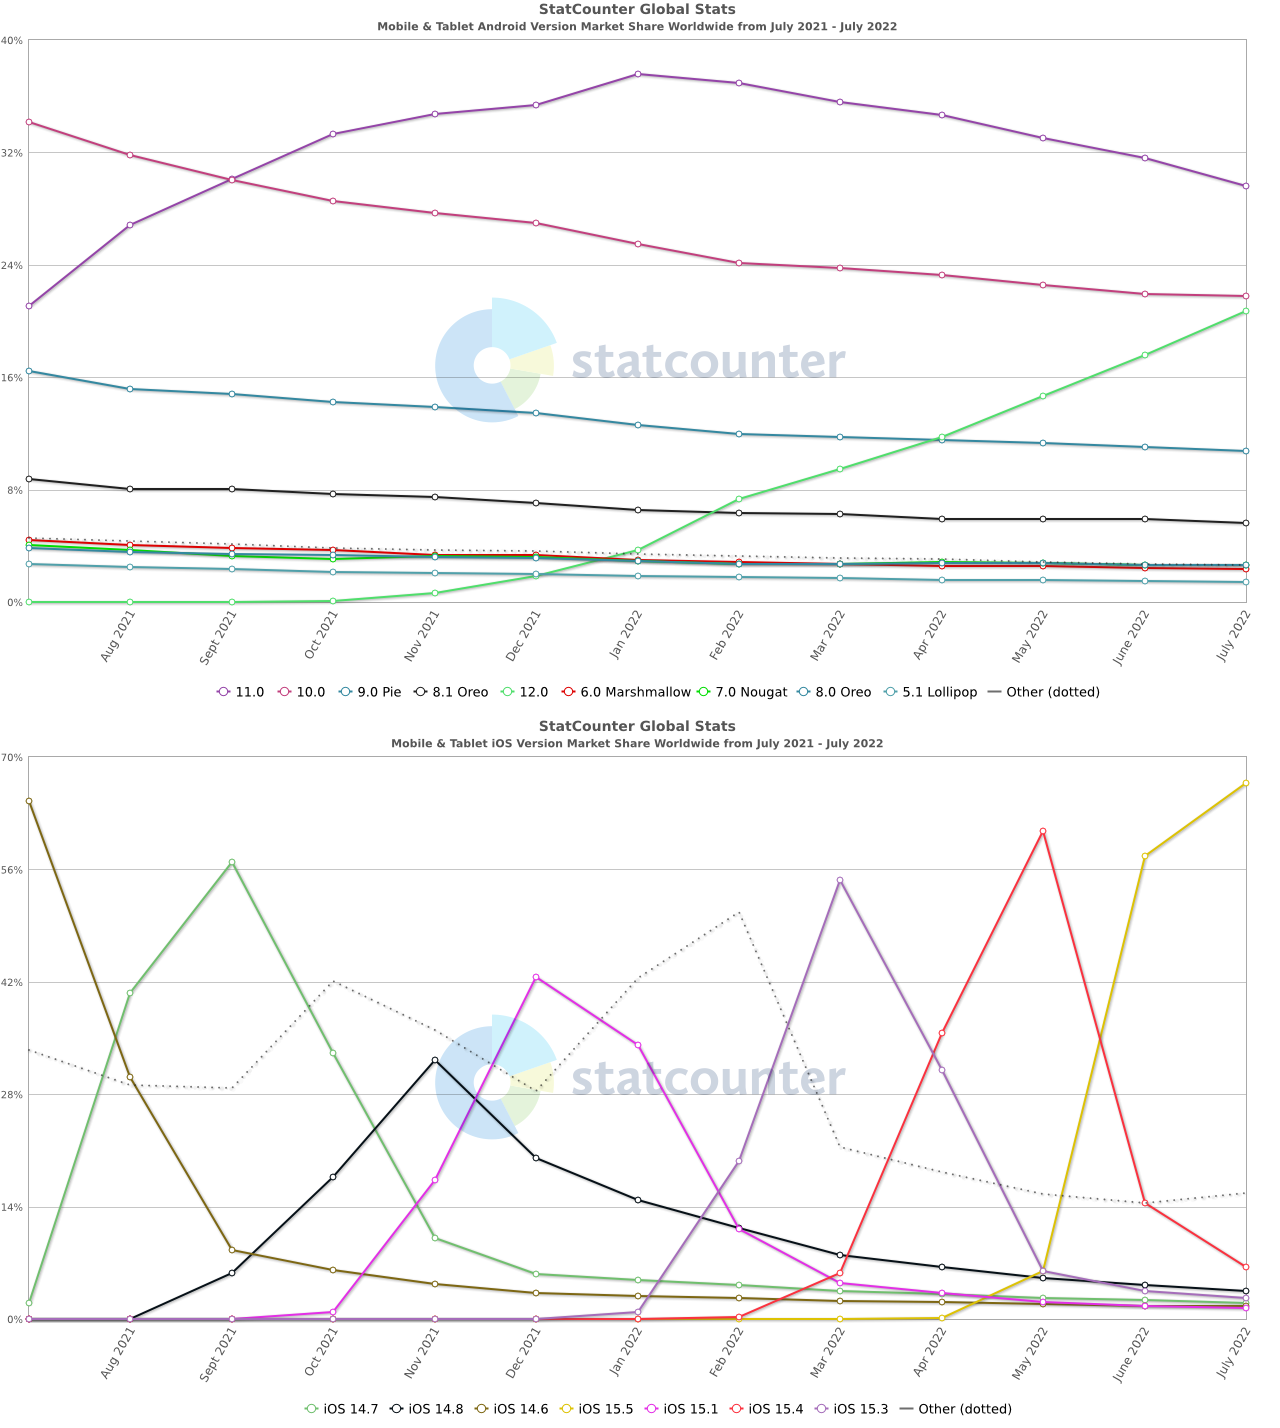 StatCounter Global Stats
Mobile & Tablet Android Version Market Share Worldwide from July 2021 - July 2022
40%
32%
24%
16%
8%
0%
statcounter
Aug 2021 Sept 2021 Oct 2021 Nov 2021 Dec 2021 Jan 2022 Feb 2022 Mar 2022 Apr 2022 May 2022 June 2022 July 2022
11.0 10.0 9.0 Pie 8.1 Oreo 12.0 6.0 Marshmallow 7.0 Nougat 8.0 Oreo 5.1 Lollipop Other (dotted)
StatCounter Global Stats
Mobile & Tablet iOS Version Market Share Worldwide from July 2021 - July 2022
70%
56%
42%
28%
14%
0%
statcounter
Aug 2021 Sept 2021 Oct 2021 Nov 2021 Dec 2021 Jan 2022 Feb 2022 Mar 2022 Apr 2022 May 2022 June 2022 July 2022
iOS 14.7 iOS 14.8 iOS 14.6 iOS 15.5 iOS 15.1 iOS 15.4 iOS 15.3 Other (dotted)